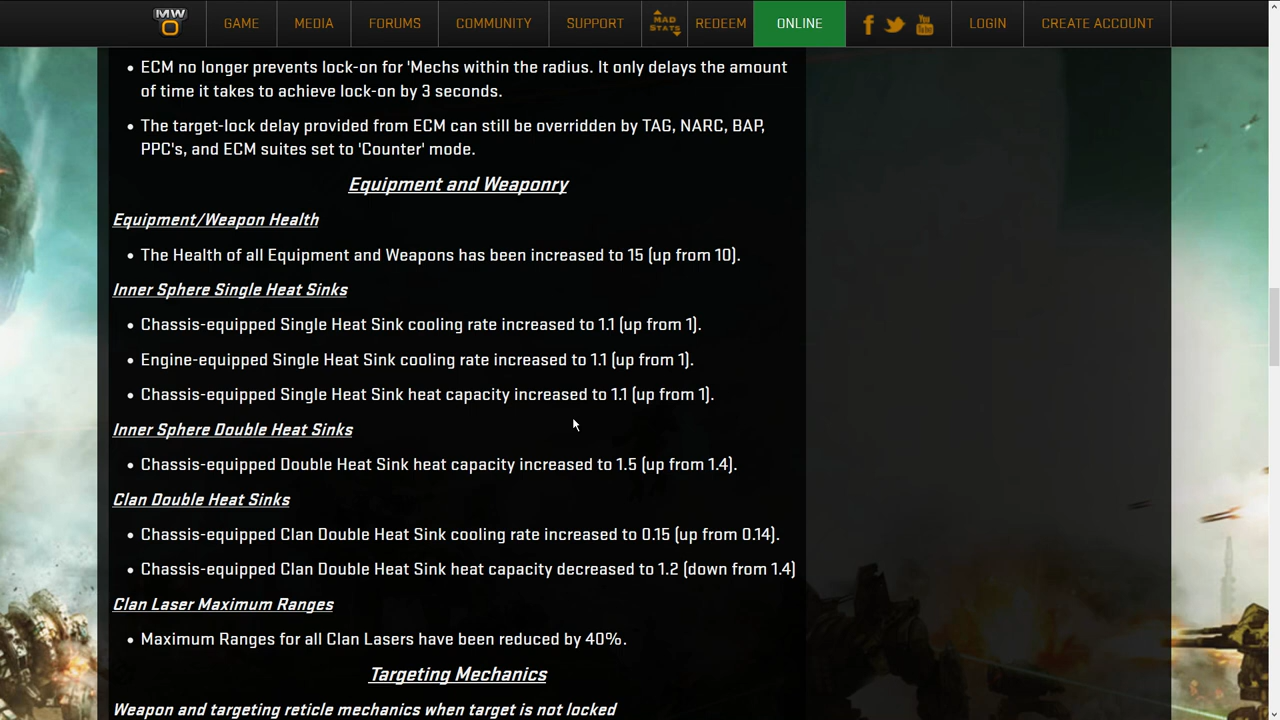 MW
O
GAME
MEDIA
FORUMS
COMMUNITY
SUPPORT
MAD
STATS
REDEEM
ONLINE
You
Tube
LOGIN
CREATE ACCOUNT
• ECM no longer prevents lock-on for 'Mechs within the radius. It only delays the amount
of time it takes to achieve lock-on by 3 seconds.
• The target-lock delay provided from ECM can still be overridden by TAG, NARC, BAP,
PPC's, and ECM suites set to 'Counter' mode.
Equipment and Weaponry
Equipment/Weapon Health
• The Health of all Equipment and Weapons has been increased to 15 (up from 10).
Inner Sphere Single Heat Sinks
• Chassis-equipped Single Heat Sink cooling rate increased to 1.1 (up from 1).
• Engine-equipped Single Heat Sink cooling rate increased to 1.1 (up from 1).
• Chassis-equipped Single Heat Sink heat capacity increased to 1.1 (up from 1).
Inner Sphere Double Heat Sinks
• Chassis-equipped Double Heat Sink heat capacity increased to 1.5 (up from 1.4).
Clan Double Heat Sinks
• Chassis-equipped Clan Double Heat Sink cooling rate increased to 0.15 (up from 0.14).
• Chassis-equipped Clan Double Heat Sink heat capacity decreased to 1.2 (down from 1.4)
Clan Laser Maximum Ranges
• Maximum Ranges for all Clan Lasers have been reduced by 40%.
Targeting Mechanics
Weapon and targeting reticle mechanics when target is not locked